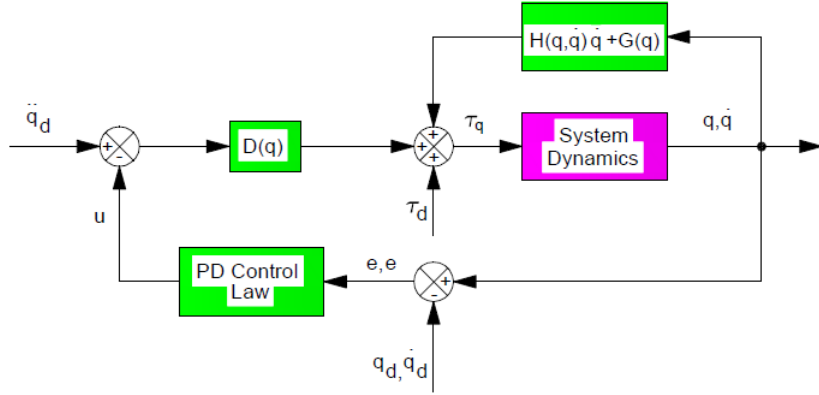 H(q,q̇) q̇ +G(q)
q̈d
+
-
D(q)
+
+
+
τq
System
Dynamics
q,q̇
τd
u
PD Control
Law
e,e
+
-
qd,q̇d